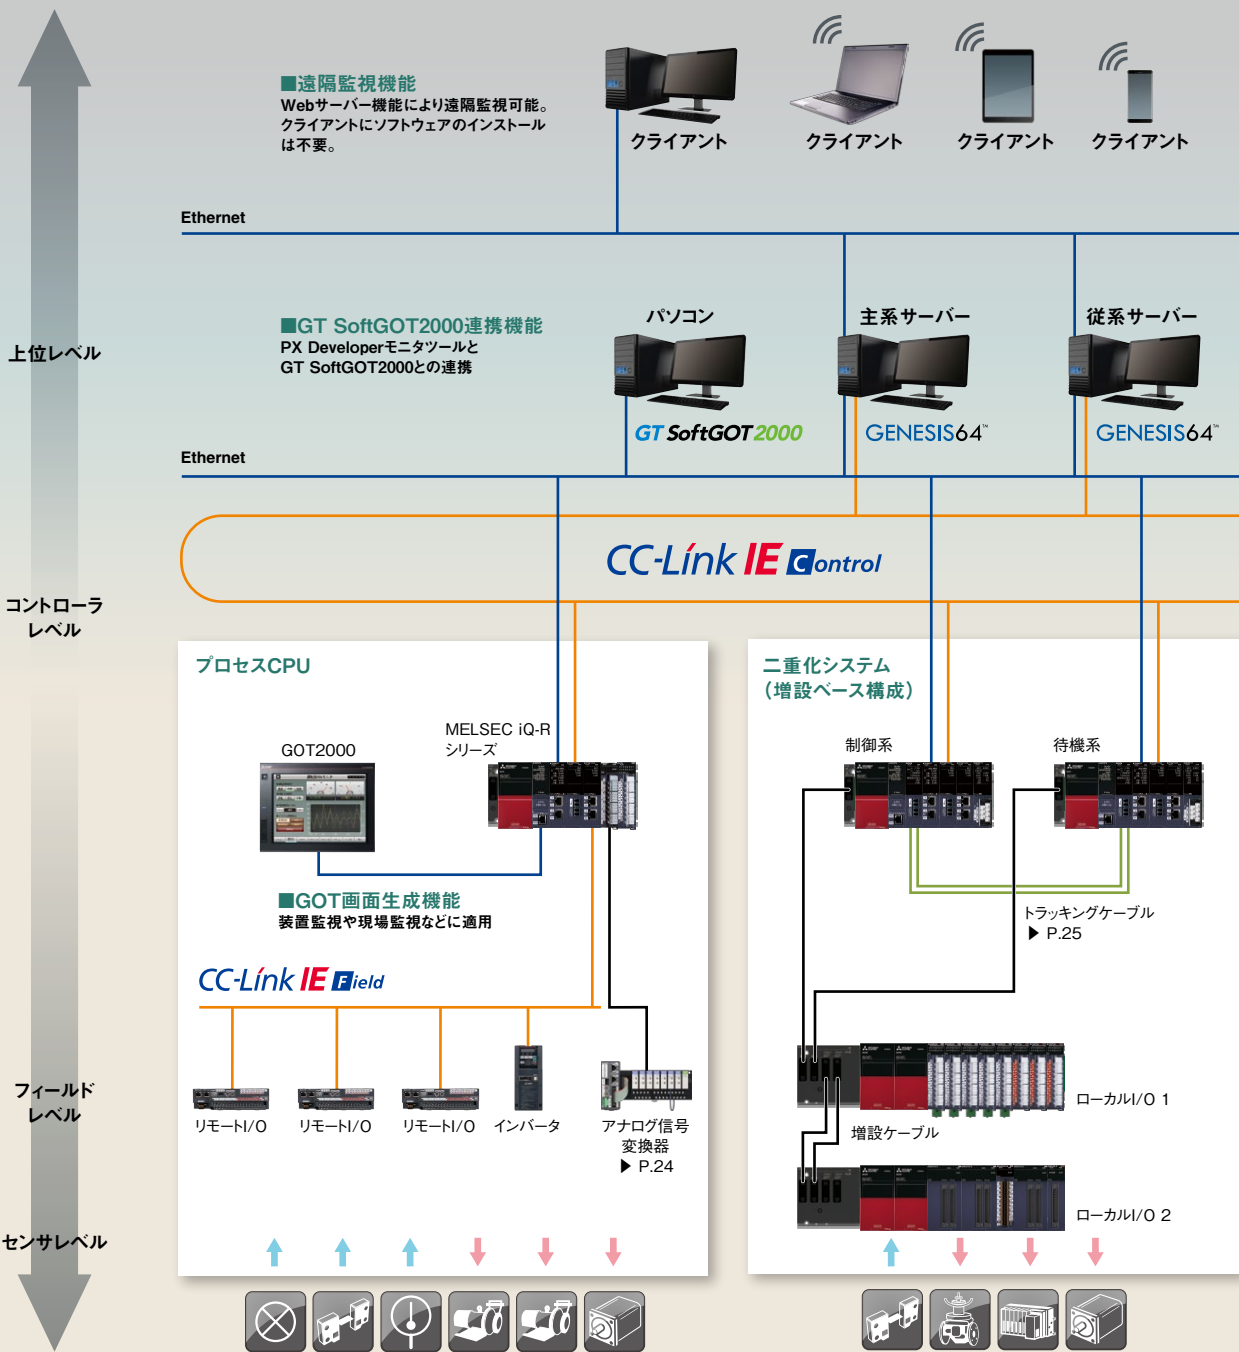 ■遠隔監視機能
Webサーバー機能により遠隔監視可能。
クライアントにソフトウェアのインストール
は不要。
クライアント
クライアント
クライアント
クライアント
Ethernet
上位レベル
■GT SoftGOT2000連携機能
PX Developerモニタツールと
GT SoftGOT2000との連携
パソコン
主系サーバー
従系サーバー
GT SoftGOT 2000
GENESIS64™
GENESIS64™
Ethernet
CC-Link IE Control
コントローラ
レベル
プロセスCPU
GOT2000
MELSEC iQ-R
シリーズ
■GOT画面生成機能
装置監視や現場監視などに適用
CC-Link IE Field
リモートI/O
リモートI/O
リモートI/O
インバータ
アナログ信号
変換器
▶ P.24
二重化システム
（増設ベース構成）
制御系
待機系
トラッキングケーブル
▶ P.25
ローカルI/O 1
増設ケーブル
ローカルI/O 2
フィールド
レベル
センサレベル